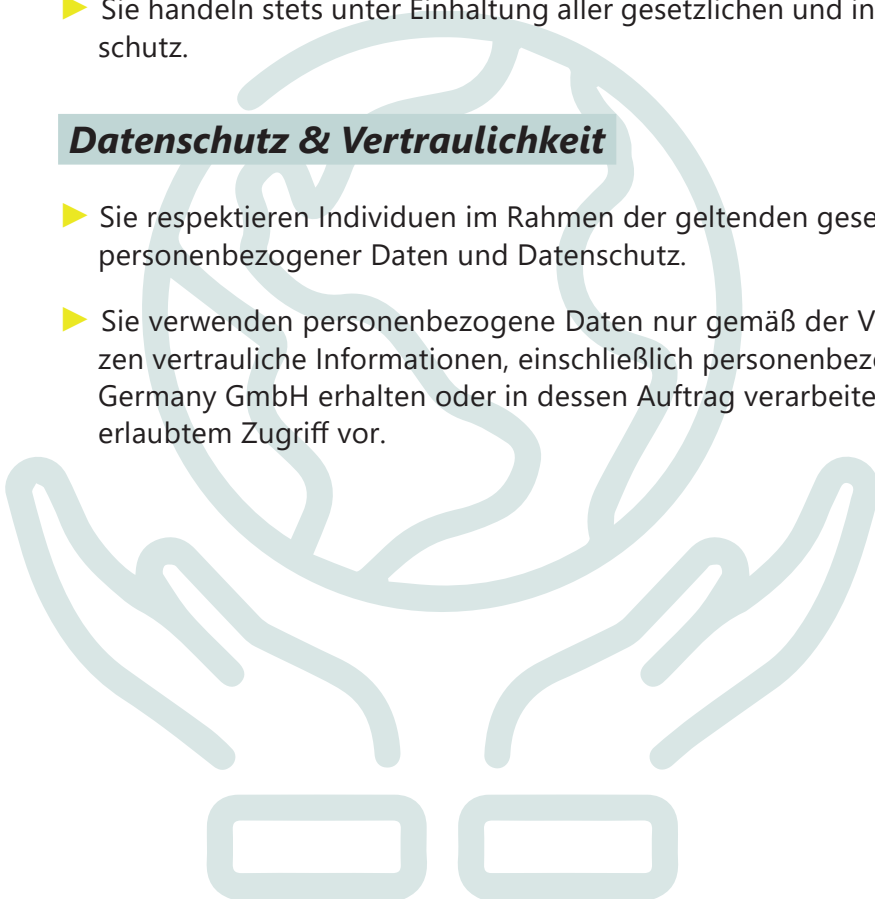 ▶ Sie handeln stets unter Einhaltung aller gesetzlichen und in
schutz.
Datenschutz & Vertraulichkeit
▶ Sie respektieren Individuen im Rahmen der geltenden gese
personenbezogener Daten und Datenschutz.
▶ Sie verwenden personenbezogene Daten nur gemäß der V
zen vertrauliche Informationen, einschließlich personenbez
Germany GmbH erhalten oder in dessen Auftrag verarbeite
erlaubtem Zugriff vor.